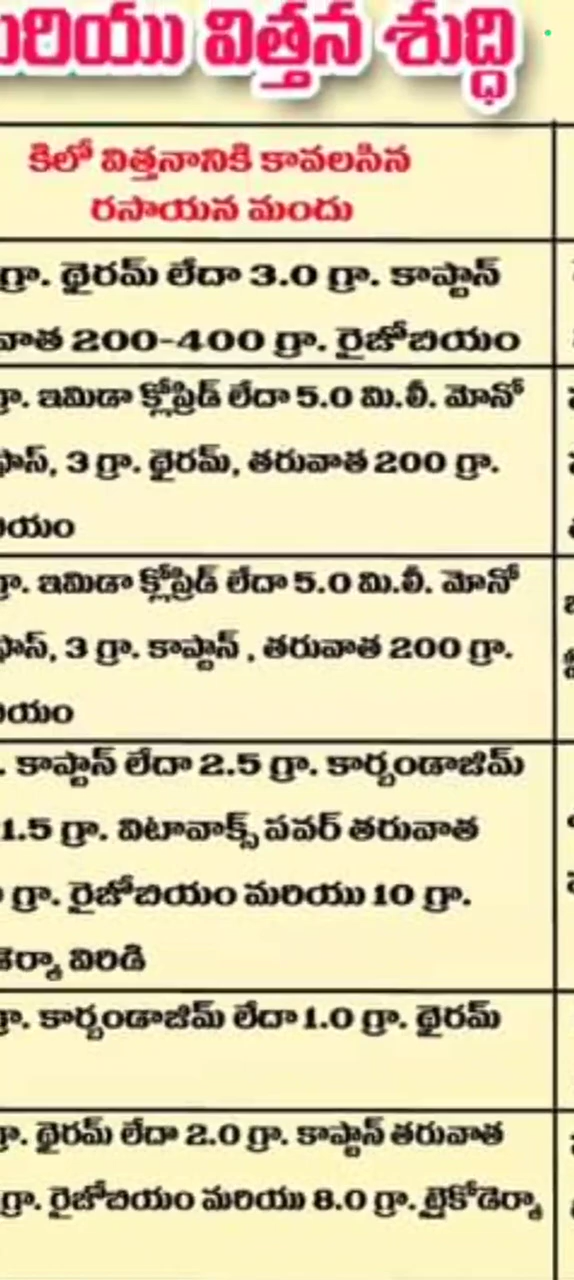 మరియు విత్తన శుద్ధి
కిలో విత్తనానికి కావలసిన
రసాయన మందు
గ్రా. థైరమ్ లేదా 3.0 గ్రా. కాప్టాన్
200-400 గ్రా. రైజోబియం
గ్రా. ఇమిడా క్లోప్రిడ్ లేదా 5.0 మి.లీ. మోనో
3 గ్రా. థైరమ్, తరువాత 200 గ్రా.
గ్రా. ఇమిడా క్లోప్రిడ్ లేదా 5.0 మి.లీ. మోనో
3 గ్రా. కాప్టాన్ , తరువాత 200 గ్రా.
. కాప్టాన్ లేదా 2.5 గ్రా. కార్బండాజిమ్
1.5 గ్రా. విటావాక్స్ పవర్ తరువాత
గ్రా. రైజోబియం మరియు 10 గ్రా.
విరిడి
గ్రా. కార్బండాజిమ్ లేదా 1.0 గ్రా. థైరమ్
గ్రా. థైరమ్ లేదా 2.0 గ్రా. కాప్టాన్ తరువాత
గ్రా. రైజోబియం మరియు 8.0 గ్రా. ట్రైకోడెర్మా